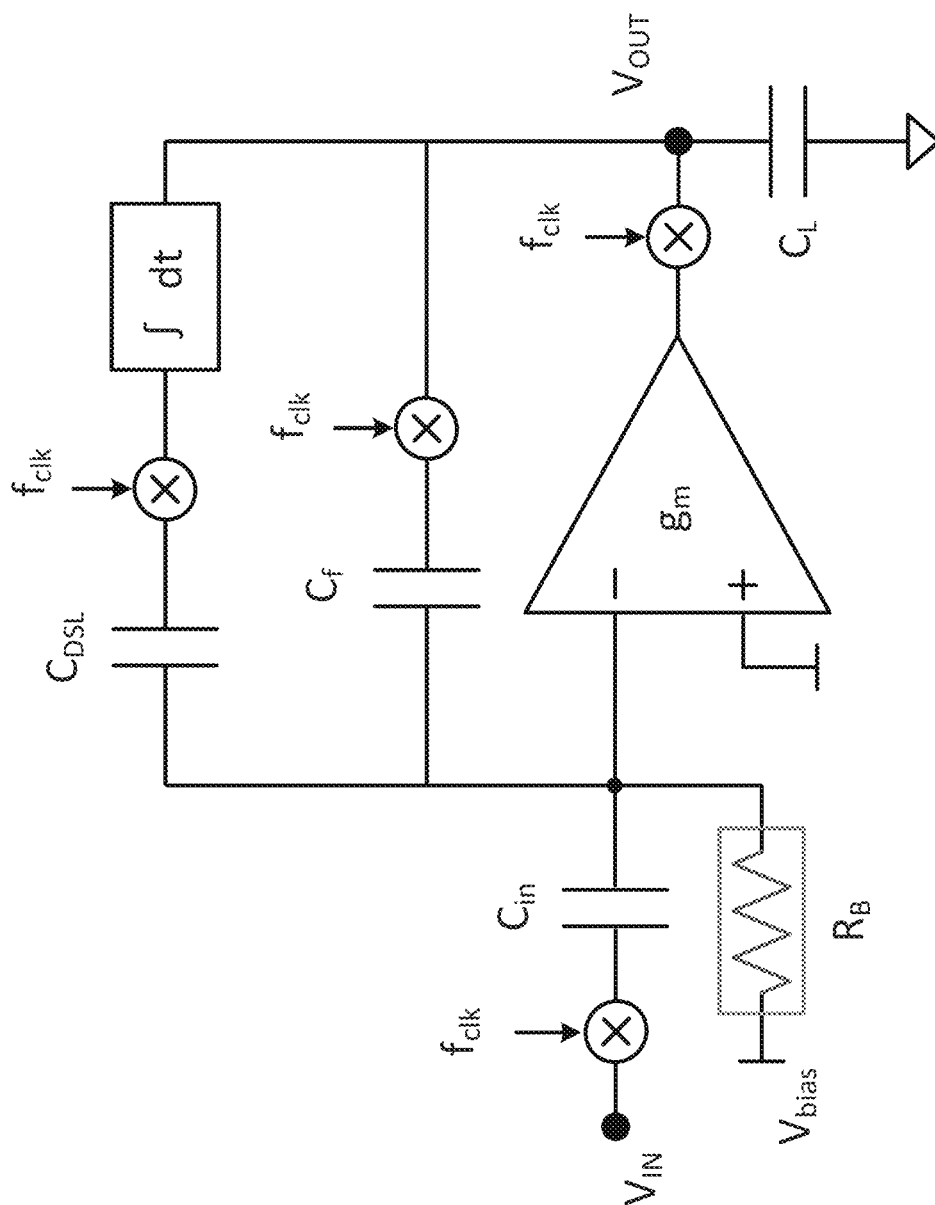 f_clk
∫ dt
C_DSL
f_clk
C_f
f_clk
V_OUT
g_m
−
+
C_L
f_clk
C_in
V_IN
R_B
V_bias